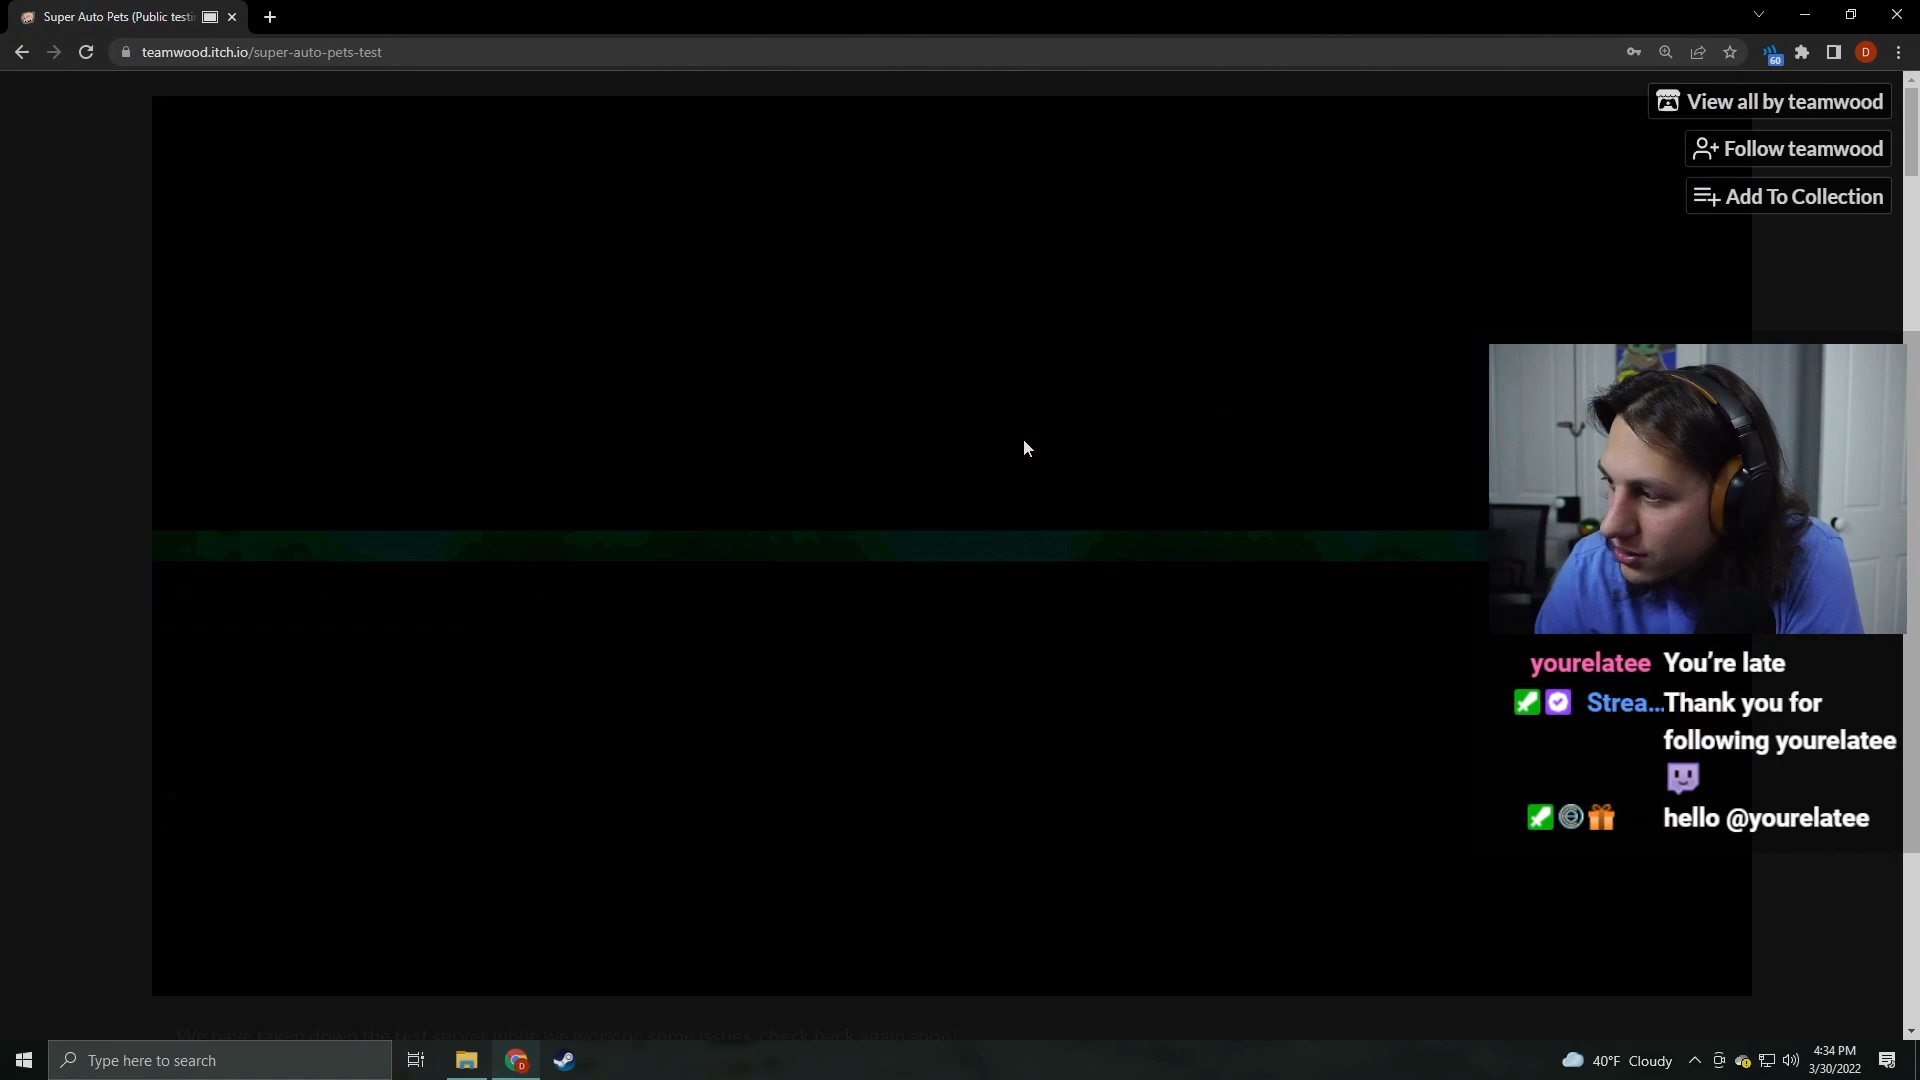 Super Auto Pets (Public testi
teamwood.itch.io/super-auto-pets-test
60
D
View all by teamwood
Follow teamwood
Add To Collection
yourelatee You're late
Strea... Thank you for
following yourelatee
hello @yourelatee
We have taken down the test server while we work on some issues, check back again soon!
Type here to search
D
40°F Cloudy
4:34 PM
3/30/2022